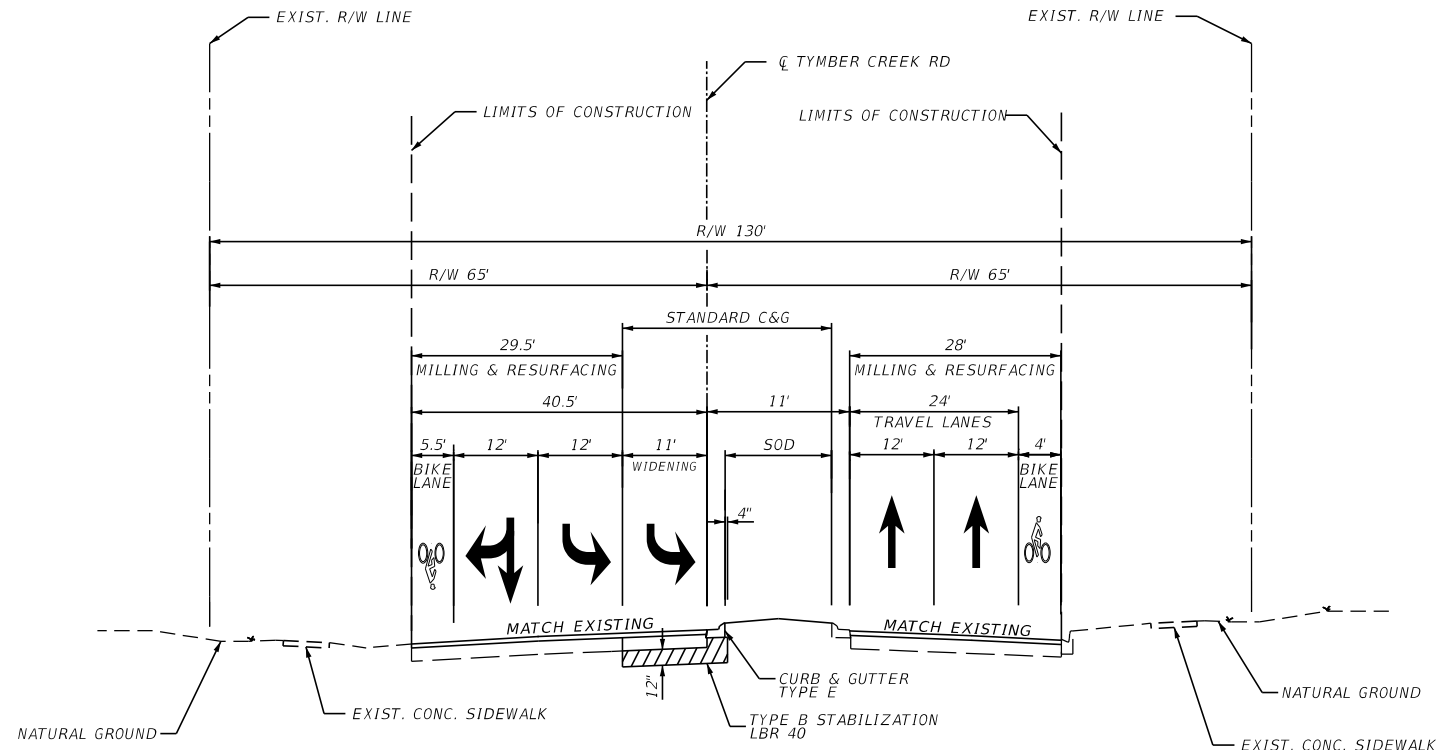 EXIST. R/W LINE
EXIST. R/W LINE
℄ TYMBER CREEK RD
LIMITS OF CONSTRUCTION
LIMITS OF CONSTRUCTION
R/W 130'
R/W 65'
R/W 65'
STANDARD C&G
29.5'
28'
MILLING & RESURFACING
MILLING & RESURFACING
40.5'
11'
24'
TRAVEL LANES
5.5'
12'
12'
11'
SOD
12'
12'
4'
BIKE
LANE
WIDENING
BIKE
LANE
4"
MATCH EXISTING
MATCH EXISTING
12"
CURB & GUTTER
TYPE E
NATURAL GROUND
EXIST. CONC. SIDEWALK
TYPE B STABILIZATION
LBR 40
NATURAL GROUND
EXIST. CONC. SIDEWALK